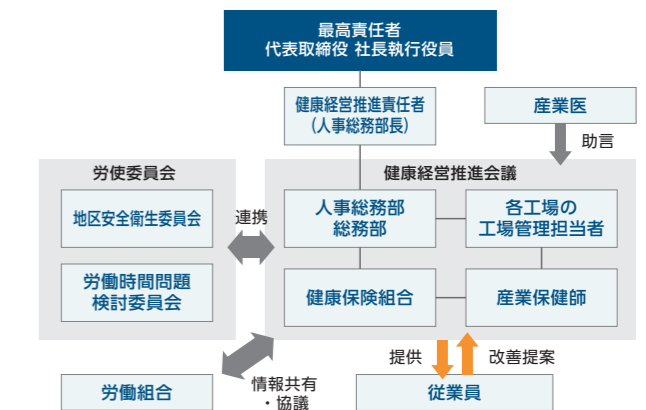 最高責任者
代表取締役 社長執行役員
健康経営推進責任者
（人事総務部長）
産業医
助言
労使委員会
健康経営推進会議
地区安全衛生委員会
連携
人事総務部
総務部
各工場の
工場管理担当者
労働時間問題
検討委員会
健康保険組合
産業保健師
提供
改善提案
労働組合
情報共有
・協議
従業員